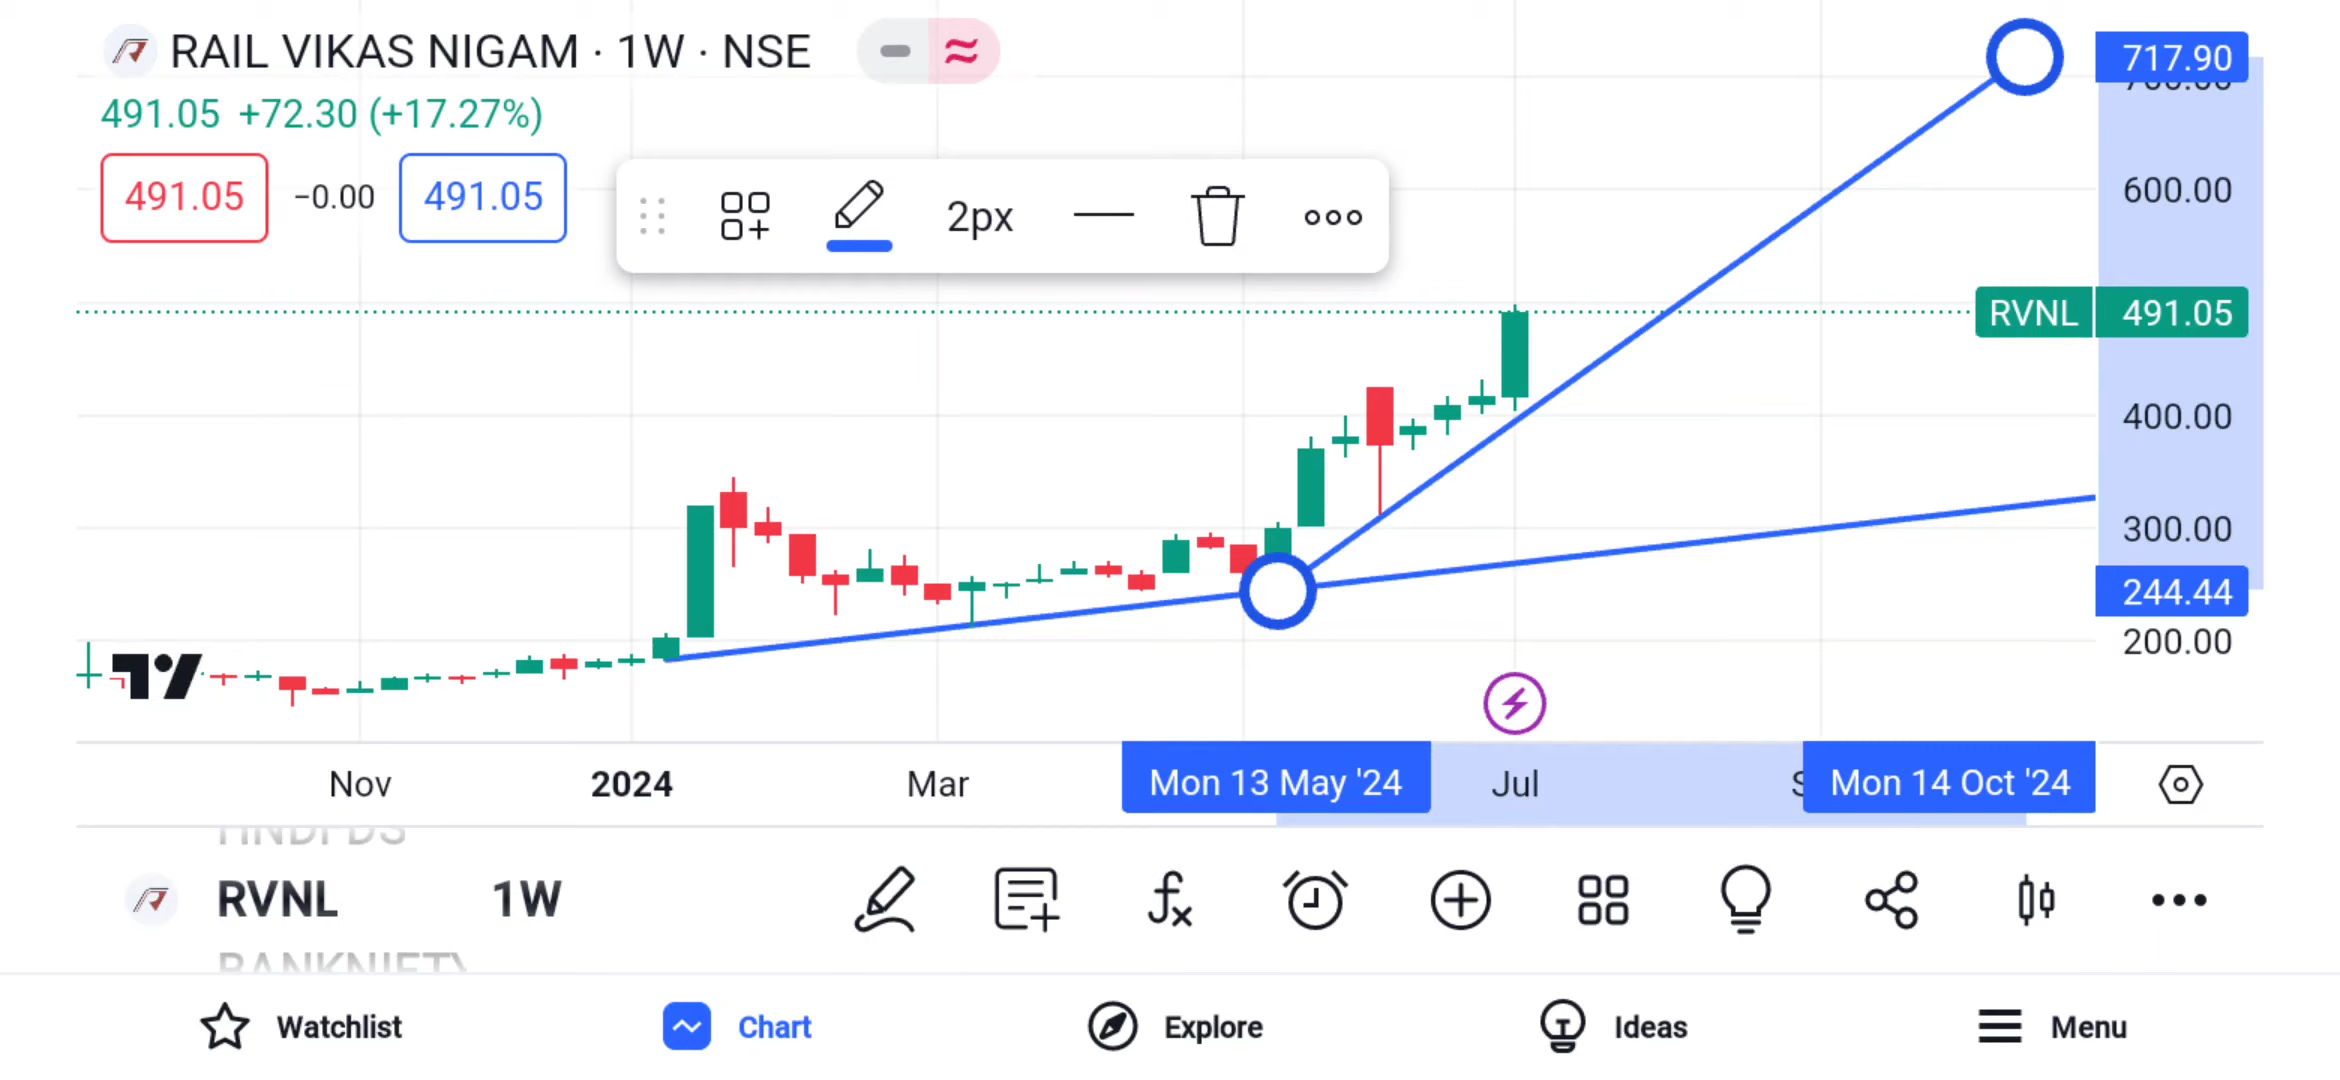 RAIL VIKAS NIGAM · 1W · NSE
491.05 +72.30 (+17.27%)
491.05 −0.00 491.05
2px
717.90
600.00
RVNL 491.05
400.00
300.00
244.44
200.00
Nov 2024 Mar Mon 13 May '24 Jul Mon 14 Oct '24
RVNL 1W
BANKNIFTY
Watchlist Chart Explore Ideas Menu